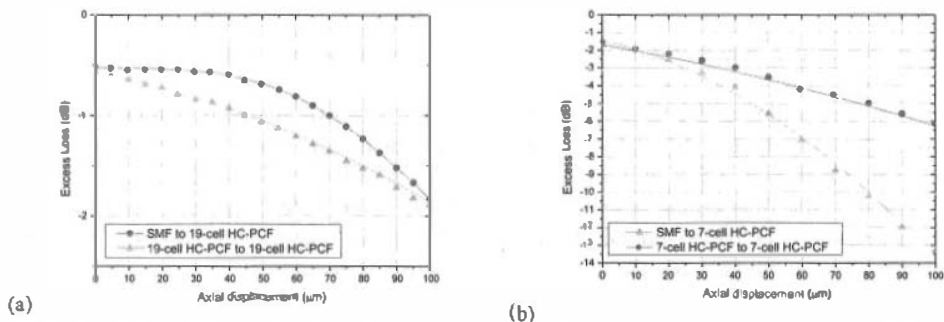 0
-1
-2
Excess Loss (dB)
SMF to 19-cell HC-PCF
19-cell HC-PCF to 19-cell HC-PCF
0 10 20 30 40 50 60 70 80 90 100
Axial displacement (μm)
(a)
0
-1
-2
-3
-4
-5
-6
-7
-8
-9
-10
-11
-12
-13
-14
Excess Loss (dB)
SMF to 7-cell HC-PCF
7-cell HC-PCF to 7-cell HC-PCF
0 10 20 30 40 50 60 70 80 90 100
Axial displacement (μm)
(b)